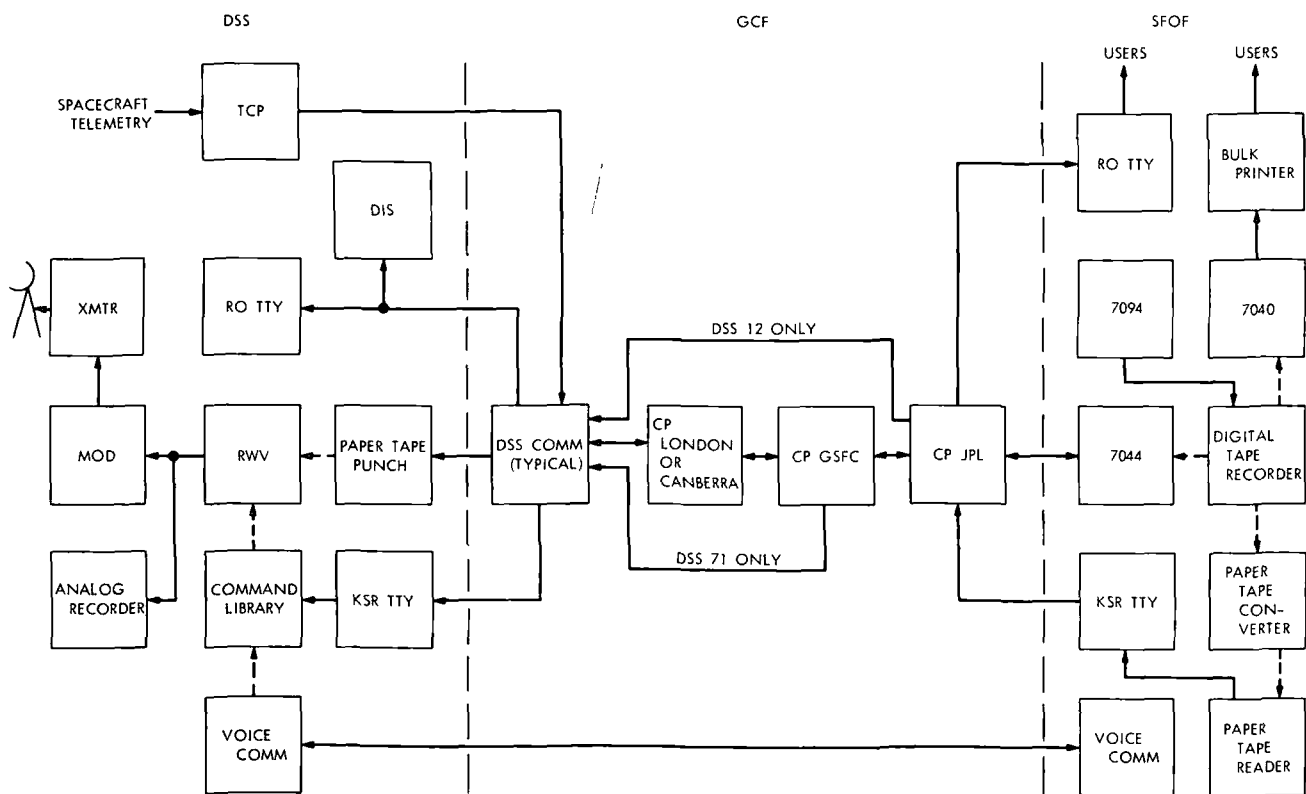 DSS
GCF
SFOF
USERS
USERS
SPACECRAFT
TELEMETRY
TCP
RO TTY
BULK
PRINTER
DIS
XMTR
RO TTY
7094
7040
DSS 12 ONLY
MOD
RWV
PAPER TAPE
PUNCH
DSS COMM
(TYPICAL)
CP
LONDON
OR
CANBERRA
CP GSFC
CP JPL
7044
DIGITAL
TAPE
RECORDER
DSS 71 ONLY
ANALOG
RECORDER
COMMAND
LIBRARY
KSR TTY
KSR TTY
PAPER
TAPE
CON-
VERTER
VOICE
COMM
VOICE
COMM
PAPER
TAPE
READER